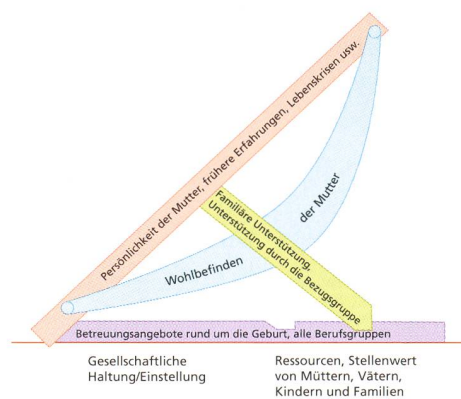 Persönlichkeit der Mutter, frühere Erfahrungen, Lebenskrisen usw.
Familiäre Unterstützung,
Unterstützung durch die Bezugsgruppe
Wohlbefinden
der Mutter
Betreuungsangebote rund um die Geburt, alle Berufsgruppen
Gesellschaftliche
Haltung/Einstellung
Ressourcen, Stellenwert
von Müttern, Vätern,
Kindern und Familien